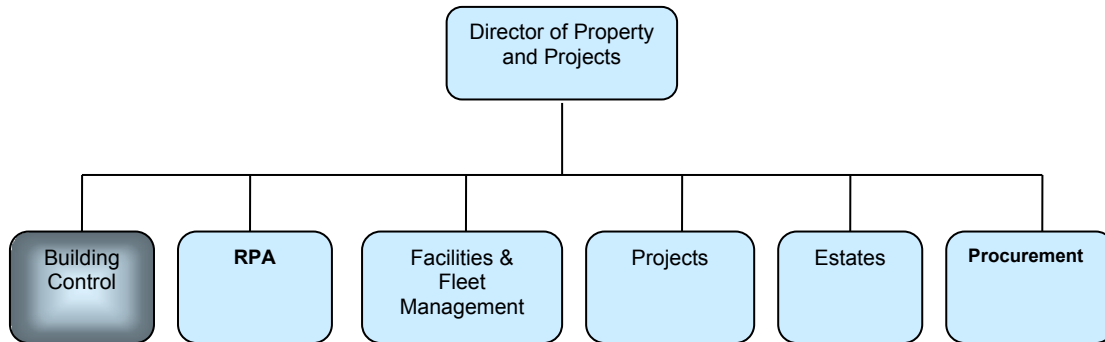 Director of Property
and Projects
Building
Control
RPA
Facilities &
Fleet
Management
Projects
Estates
Procurement